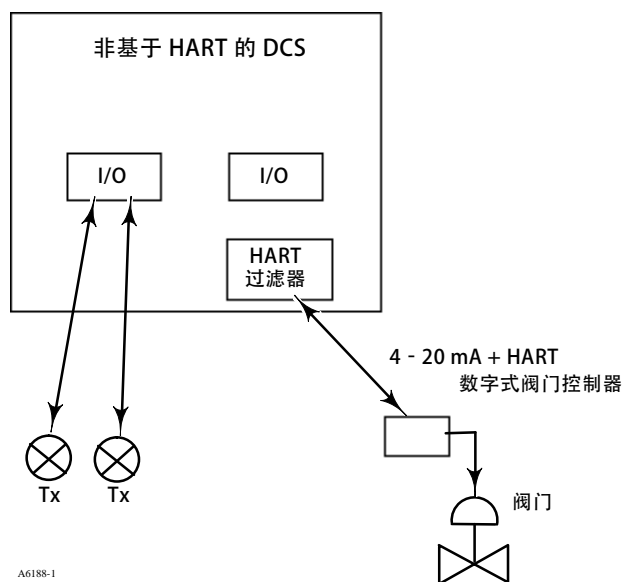 非基于 HART 的 DCS
I/O
I/O
HART
过滤器
4 - 20 mA + HART
数字式阀门控制器
Tx
Tx
阀门
A6188-1